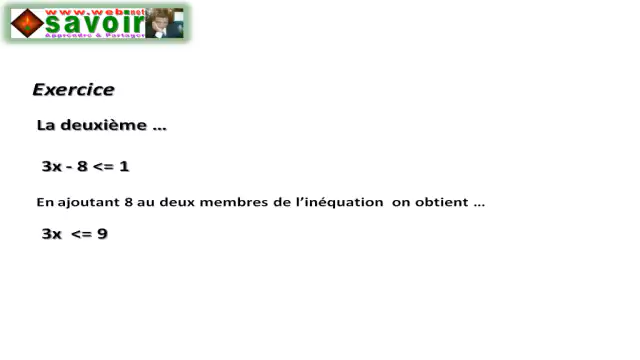 www.web.net
savoir
Apprendre & Partager
Exercice
La deuxième ...
3x - 8 <= 1
En ajoutant 8 au deux membres de l'inéquation on obtient ...
3x <= 9